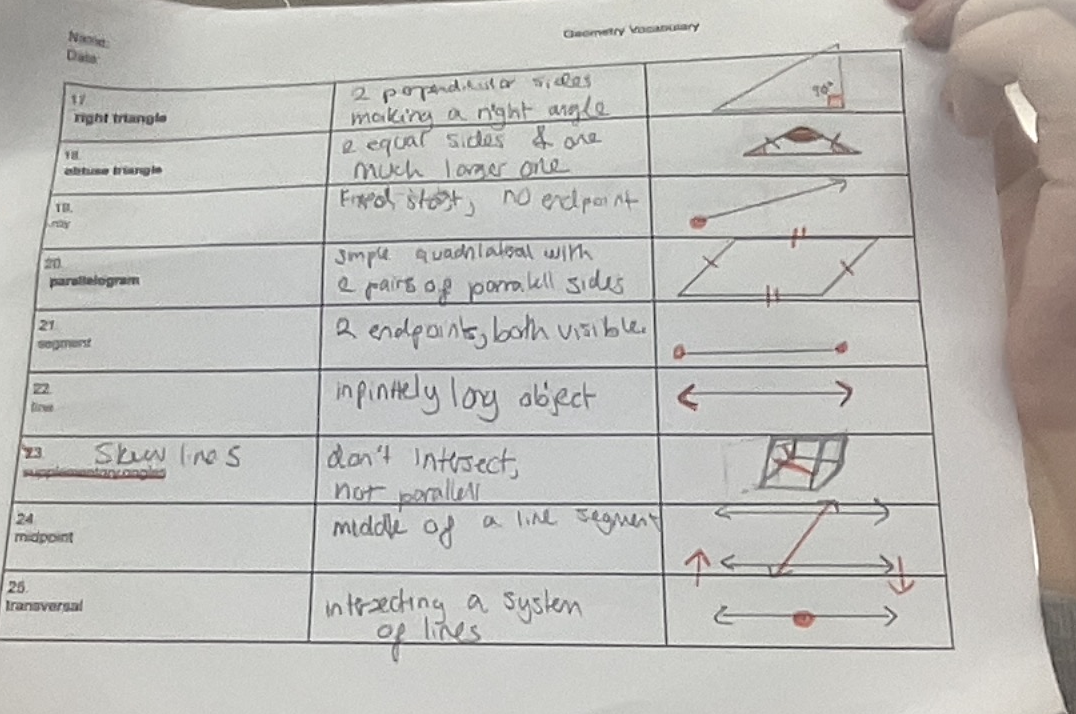 Geometry Vocabulary
Name:
Date:
17.
right triangle
2 perpendicular sides
making a right angle
90°
18.
obtuse triangle
2 equal sides & one
much larger one
19.
ray
Fixed start, no endpoint
20.
parallelogram
simple quadrilateral with
2 pairs of parralell sides
21.
segment
2 endpoints, both visible.
22.
line
infinitely long object
23. Skew lines
supplementary angles
don't intersect,
not parallell
24.
midpoint
middle of a line segment
25.
transversal
intersecting a system
of lines